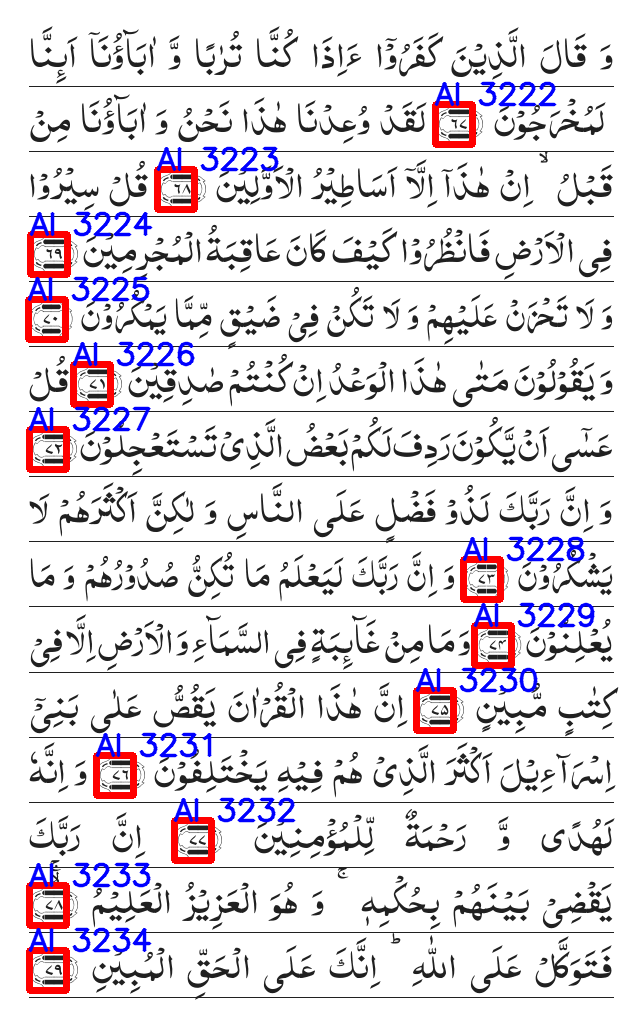 وَ قَالَ الَّذِيْنَ كَفَرُوْۤا ءَاِذَا كُنَّا تُرٰبًا وَّ اٰبَآؤُنَاۤ اَىِٕنَّا
لَمُخْرَجُوْنَ ﴿۶۷﴾ AI 3222 لَقَدْ وُعِدْنَا هٰذَا نَحْنُ وَ اٰبَآؤُنَا مِنْ
قَبْلُ ۙ اِنْ هٰذَاۤ اِلَّاۤ اَسَاطِيْرُ الْاَوَّلِيْنَ ﴿۶۸﴾ AI 3223 قُلْ سِيْرُوْا
فِى الْاَرْضِ فَانْظُرُوْا كَيْفَ كَانَ عَاقِبَةُ الْمُجْرِمِيْنَ ﴿۶۹﴾ AI 3224
وَ لَا تَحْزَنْ عَلَيْهِمْ وَ لَا تَكُنْ فِىْ ضَيْقٍ مِّمَّا يَمْكُرُوْنَ ﴿۷۰﴾ AI 3225
وَ يَقُوْلُوْنَ مَتٰى هٰذَا الْوَعْدُ اِنْ كُنْتُمْ صٰدِقِيْنَ ﴿۷۱﴾ AI 3226 قُلْ
عَسٰۤى اَنْ يَّكُوْنَ رَدِفَ لَكُمْ بَعْضُ الَّذِىْ تَسْتَعْجِلُوْنَ ﴿۷۲﴾ AI 3227
وَ اِنَّ رَبَّكَ لَذُوْ فَضْلٍ عَلَى النَّاسِ وَ لٰكِنَّ اَكْثَرَهُمْ لَا
يَشْكُرُوْنَ ﴿۷۳﴾ AI 3228 وَ اِنَّ رَبَّكَ لَيَعْلَمُ مَا تُكِنُّ صُدُوْرُهُمْ وَ مَا
يُعْلِنُوْنَ ﴿۷۴﴾ AI 3229 وَ مَا مِنْ غَآىِٕبَةٍ فِى السَّمَآءِ وَ الْاَرْضِ اِلَّا فِىْ
كِتٰبٍ مُّبِيْنٍ ﴿۷۵﴾ AI 3230 اِنَّ هٰذَا الْقُرْاٰنَ يَقُصُّ عَلٰى بَنِىْۤ
اِسْرَآءِيْلَ اَكْثَرَ الَّذِىْ هُمْ فِيْهِ يَخْتَلِفُوْنَ ﴿۷۶﴾ AI 3231 وَ اِنَّهٗ
لَهُدًى وَّ رَحْمَةٌ لِّلْمُؤْمِنِيْنَ ﴿۷۷﴾ AI 3232 اِنَّ رَبَّكَ
يَقْضِىْ بَيْنَهُمْ بِحُكْمِهٖ ۚ وَ هُوَ الْعَزِيْزُ الْعَلِيْمُ ﴿۷۸﴾ AI 3233
فَتَوَكَّلْ عَلَى اللّٰهِ ؕ اِنَّكَ عَلَى الْحَقِّ الْمُبِيْنِ ﴿۷۹﴾ AI 3234